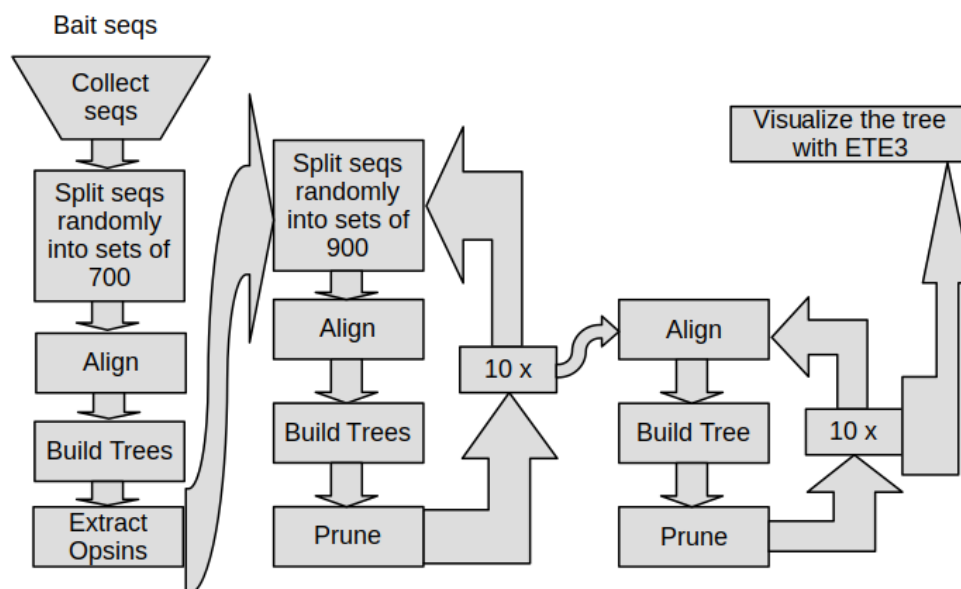 Bait seqs
Collect
seqs
Split seqs
randomly
into sets of
700
Align
Build Trees
Extract
Opsins
Split seqs
randomly
into sets of
900
Align
Build Trees
Prune
10 x
Align
Build Tree
Prune
10 x
Visualize the tree
with ETE3